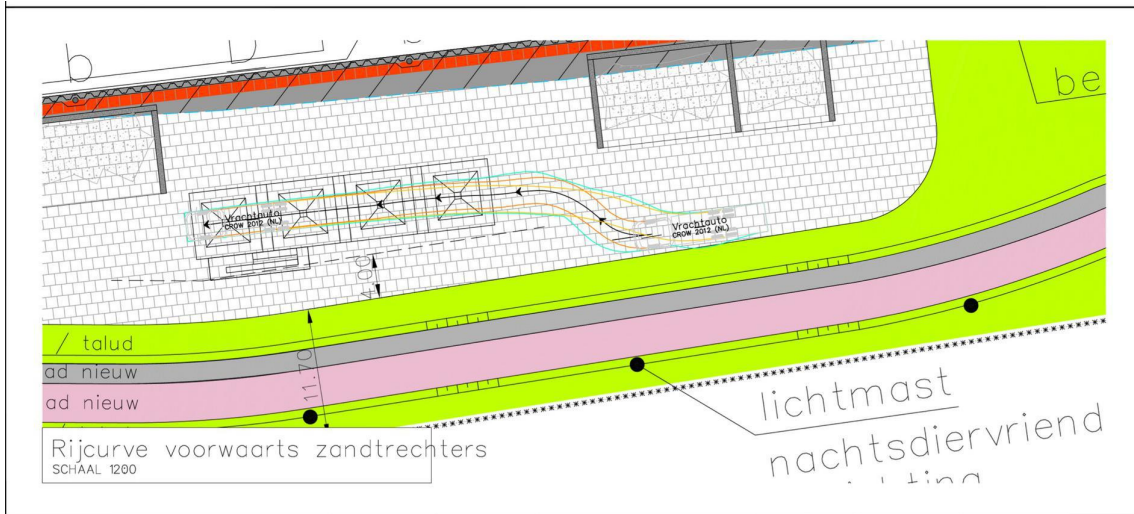 b
be
Vrachtauto
CROW 2012 (NL)
Vrachtauto
CROW 2012 (NL)
4.00
/ talud
ad nieuw
ad nieuw
11.70
lichtmast
nachtsdiervriend
Rijcurve voorwaarts zandtrechters
SCHAAL 1200